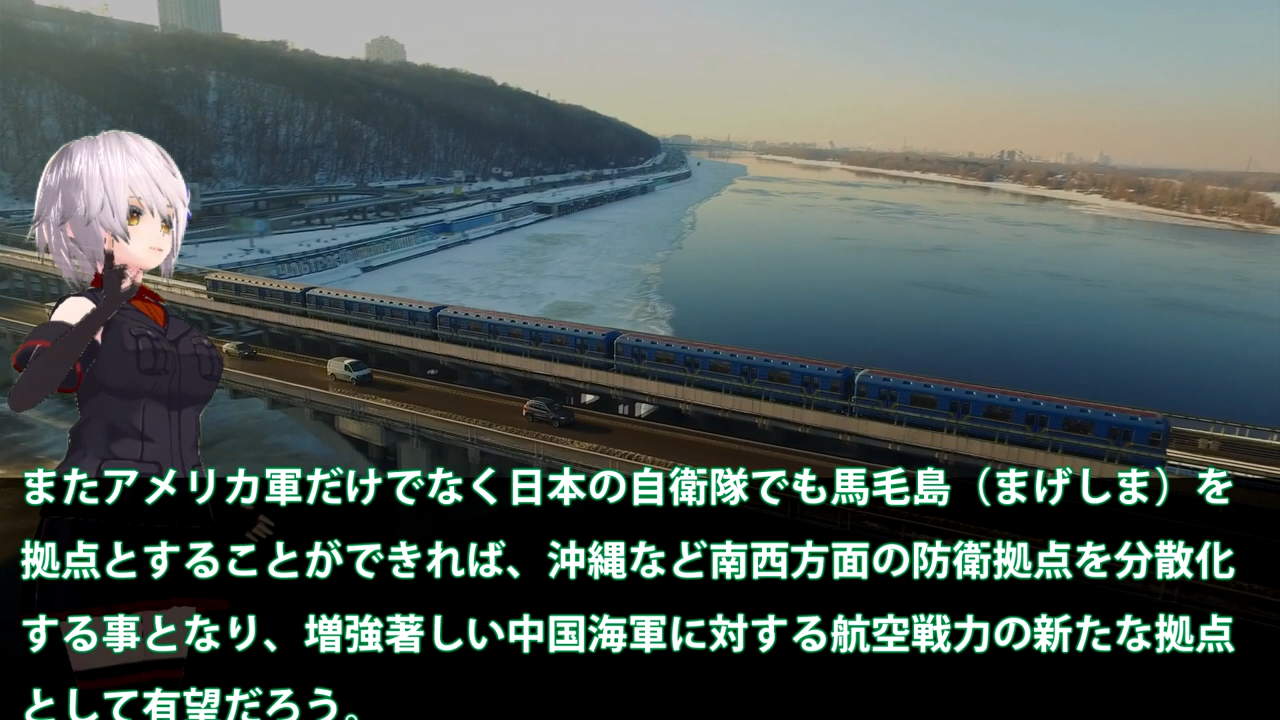 またアメリカ軍だけでなく日本の自衛隊でも馬毛島（まげしま）を
拠点とすることができれば、沖縄など南西方面の防衛拠点を分散化
する事となり、増強著しい中国海軍に対する航空戦力の新たな拠点
として有望だろう。